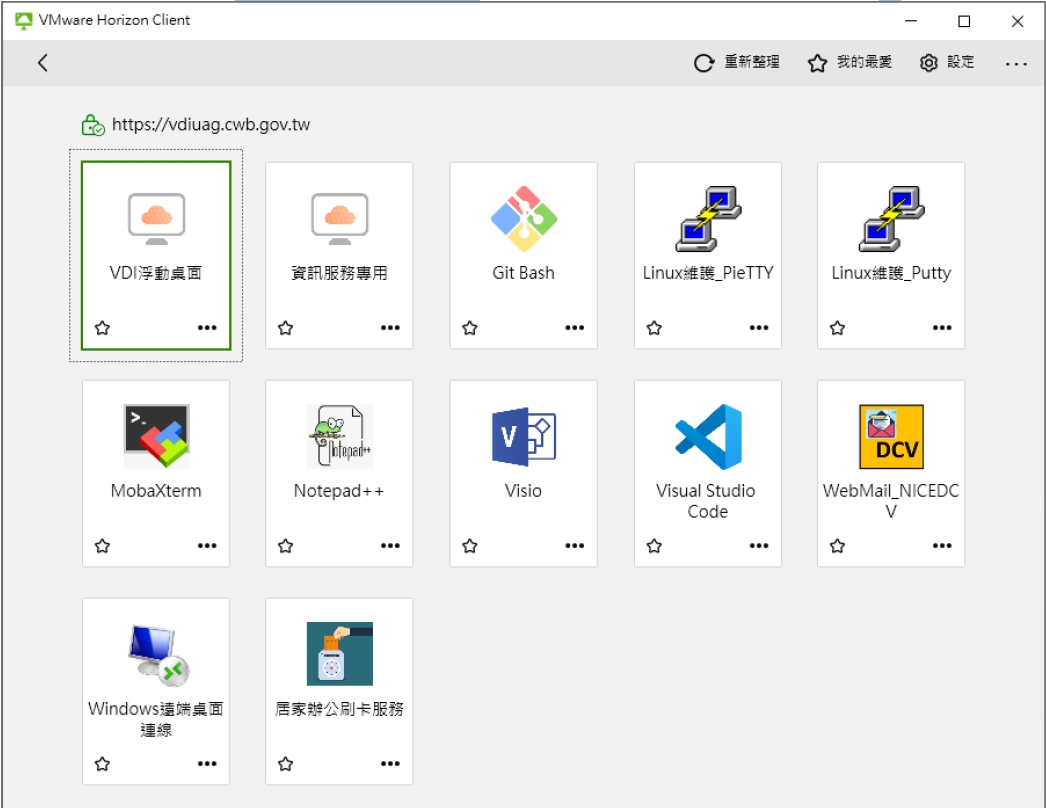 VMware Horizon Client
重新整理 我的最愛 設定
https://vdiuag.cwb.gov.tw
VDI浮動桌面
資訊服務專用
Git Bash
Linux維護_PieTTY
Linux維護_Putty
>_
Notepad++
V
DCV
MobaXterm
Notepad++
Visio
Visual Studio
Code
WebMail_NICEDC
V
Windows遠端桌面
連線
居家辦公刷卡服務